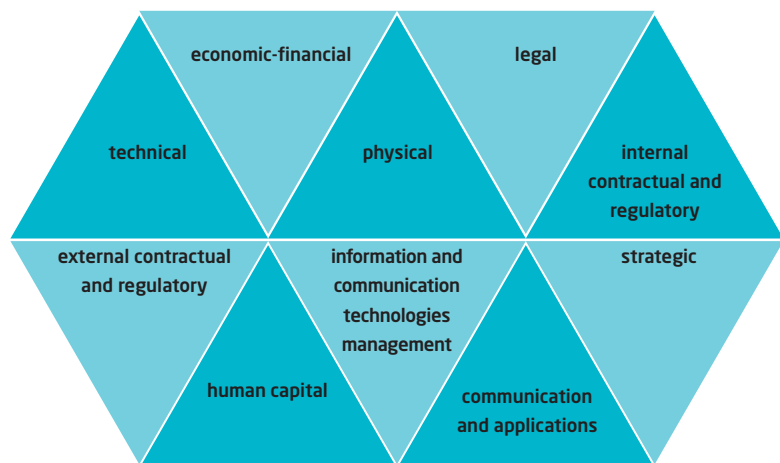 economic-financial
legal
technical
physical
internal
contractual and
regulatory
external contractual
and regulatory
information and
communication
technologies
management
strategic
human capital
communication
and applications